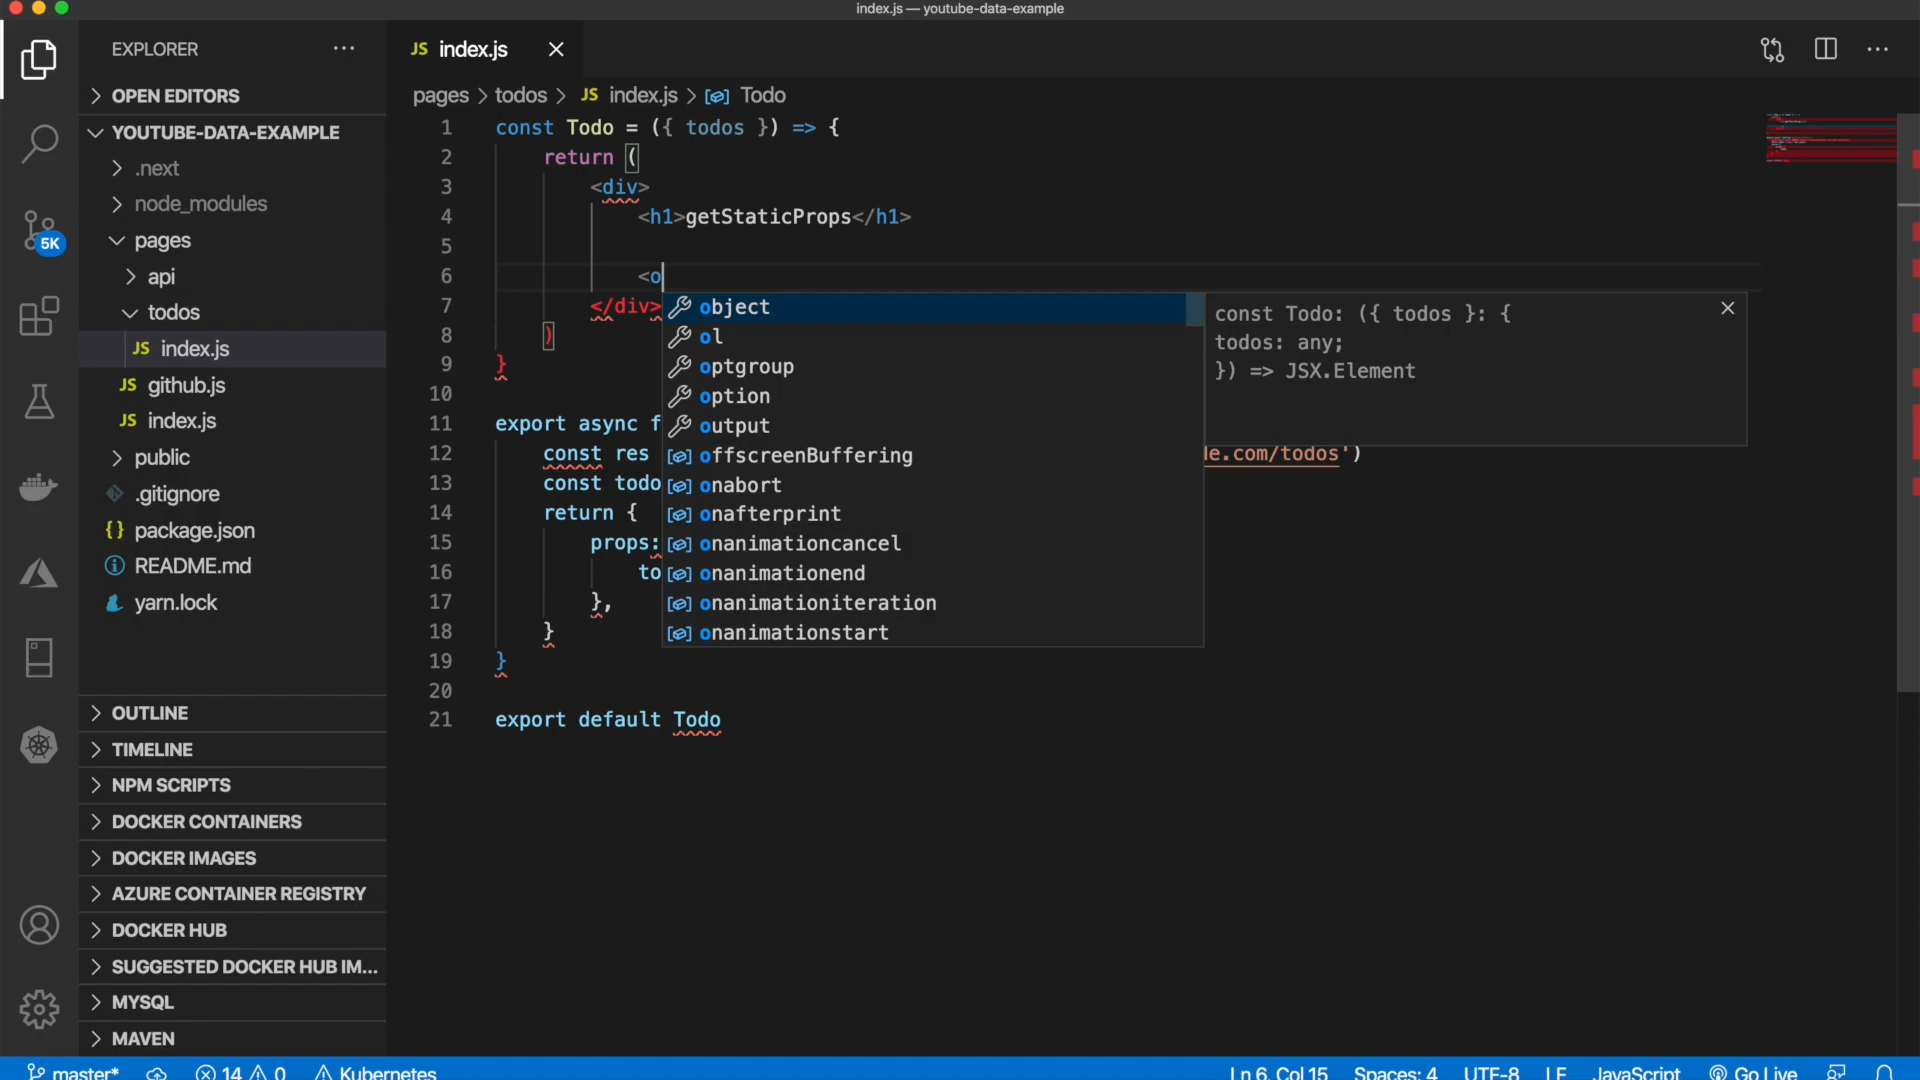 index.js — youtube-data-example
EXPLORER
JS index.js
OPEN EDITORS
pages > todos > JS index.js > Todo
YOUTUBE-DATA-EXAMPLE
.next
node_modules
pages
api
todos
JS index.js
JS github.js
JS index.js
public
.gitignore
{} package.json
README.md
yarn.lock
5K
OUTLINE
TIMELINE
NPM SCRIPTS
DOCKER CONTAINERS
DOCKER IMAGES
AZURE CONTAINER REGISTRY
DOCKER HUB
SUGGESTED DOCKER HUB IM...
MYSQL
MAVEN
1 const Todo = ({ todos }) => {
2 return (
3 <div>
4 <h1>getStaticProps</h1>
5
6 <o
7 </div>
8 )
9 }
10
11 export async f
12 const res le.com/todos')
13 const todo
14 return {
15 props:
16 to
17 },
18 }
19 }
20
21 export default Todo
object
ol
optgroup
option
output
offscreenBuffering
onabort
onafterprint
onanimationcancel
onanimationend
onanimationiteration
onanimationstart
const Todo: ({ todos }: {
todos: any;
}) => JSX.Element
master* 14 0 Kubernetes Ln 6, Col 15 Spaces: 4 UTF-8 LF JavaScript Go Live